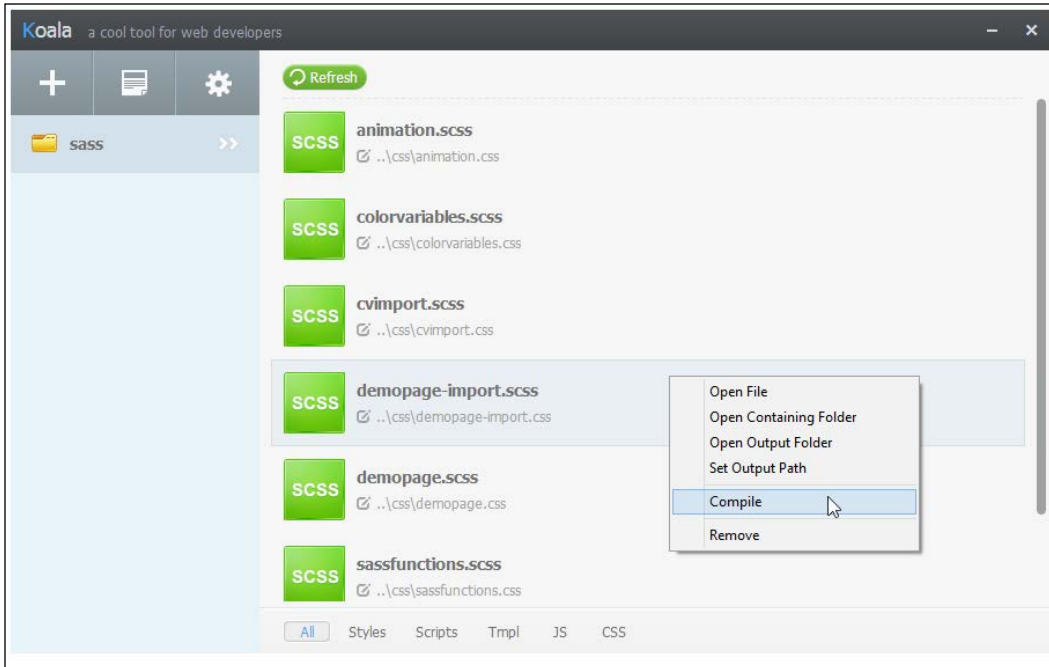 Koala a cool tool for web developers
Refresh
sass
SCSS
animation.scss
..\css\animation.css
SCSS
colorvariables.scss
..\css\colorvariables.css
SCSS
cvimport.scss
..\css\cvimport.css
SCSS
demopage-import.scss
..\css\demopage-import.css
Open File
Open Containing Folder
Open Output Folder
Set Output Path
Compile
Remove
SCSS
demopage.scss
..\css\demopage.css
SCSS
sassfunctions.scss
..\css\sassfunctions.css
All Styles Scripts Tmpl JS CSS